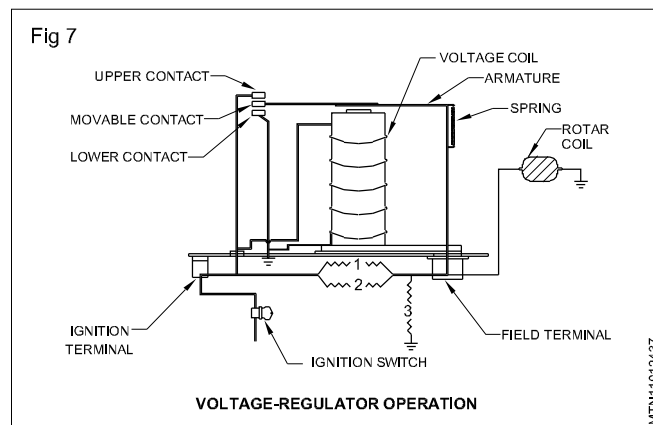 Fig 7
VOLTAGE COIL
UPPER CONTACT
ARMATURE
MOVABLE CONTACT
SPRING
ROTAR
COIL
LOWER CONTACT
1
2
3
IGNITION
TERMINAL
FIELD TERMINAL
IGNITION SWITCH
VOLTAGE-REGULATOR OPERATION